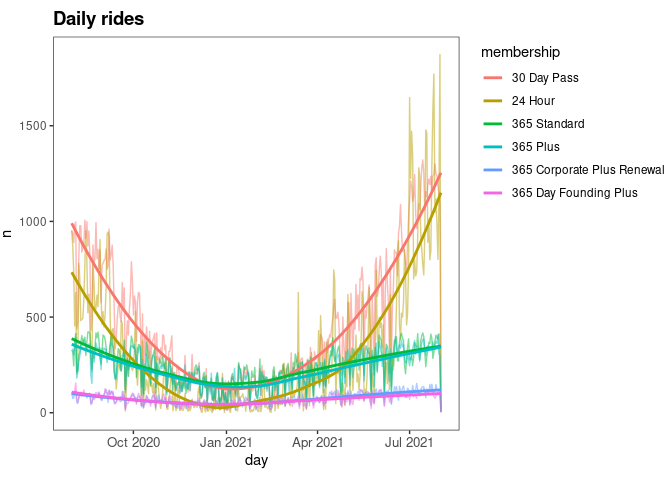 Daily rides
membership
30 Day Pass
24 Hour
365 Standard
365 Plus
365 Corporate Plus Renewal
365 Day Founding Plus
n
1500
1000
500
0
Oct 2020 Jan 2021 Apr 2021 Jul 2021
day